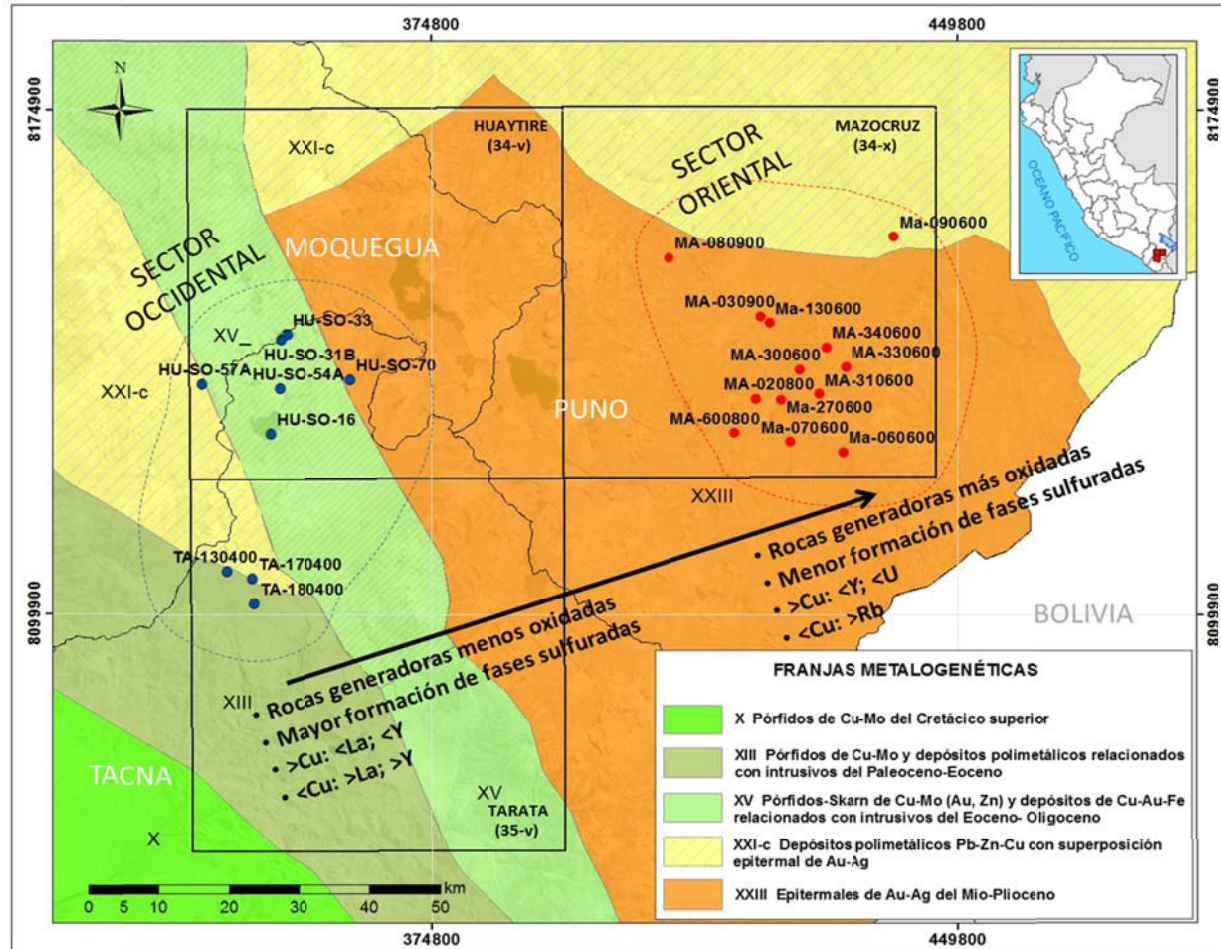 374800
449800
8174900
8174900
N
HUAYTIRE
(34-v)
MAZOCRUZ
(34-x)
XXI-c
SECTOR
ORIENTAL
OCEANO PACIFICO
MOQUEGUA
SECTOR
OCCIDENTAL
Ma-090600
MA-080900
MA-030900
Ma-130600
XV_
HU-SO-33
HU-SO-31B
MA-340600
MA-330600
MA-300600
HU-SO-57A
HU-SO-54A
HU-SO-70
XXI-c
MA-020800
MA-310600
PUNO
Ma-270600
HU-SO-16
MA-600800
Ma-070600
Ma-060600
XXIII
• Rocas generadoras más oxidadas
• Menor formación de fases sulfuradas
• >Cu: <Y; <U
• <Cu: >Rb
TA-130400
TA-170400
TA-180400
8099900
8099900
BOLIVIA
XIII
• Rocas generadoras menos oxidadas
• Mayor formación de fases sulfuradas
• >Cu: <La; <Y
• <Cu: >La; >Y
TACNA
X
XV
TARATA
(35-v)
FRANJAS METALOGENÉTICAS
X Pórfidos de Cu-Mo del Cretácico superior
XIII Pórfidos de Cu-Mo y depósitos polimetálicos relacionados
con intrusivos del Paleoceno-Eoceno
XV Pórfidos-Skarn de Cu-Mo (Au, Zn) y depósitos de Cu-Au-Fe
relacionados con intrusivos del Eoceno- Oligoceno
XXI-c Depósitos polimetálicos Pb-Zn-Cu con superposición
epitermal de Au-Ag
XXIII Epitermales de Au-Ag del Mio-Plioceno
km
0 5 10 20 30 40 50
374800
449800